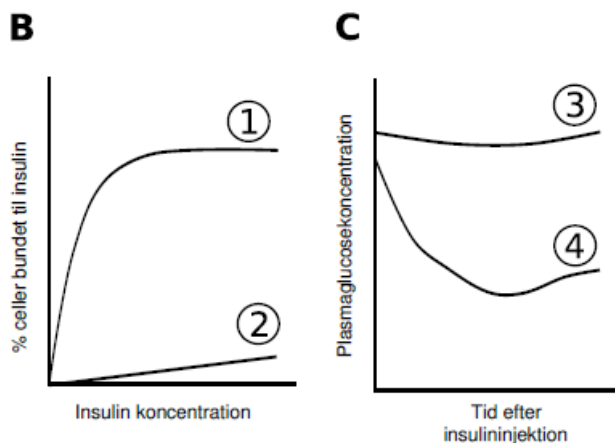 B
C
% celler bundet til insulin
1
2
Insulin koncentration
Plasmaglucosekoncentration
3
4
Tid efter
insulininjektion